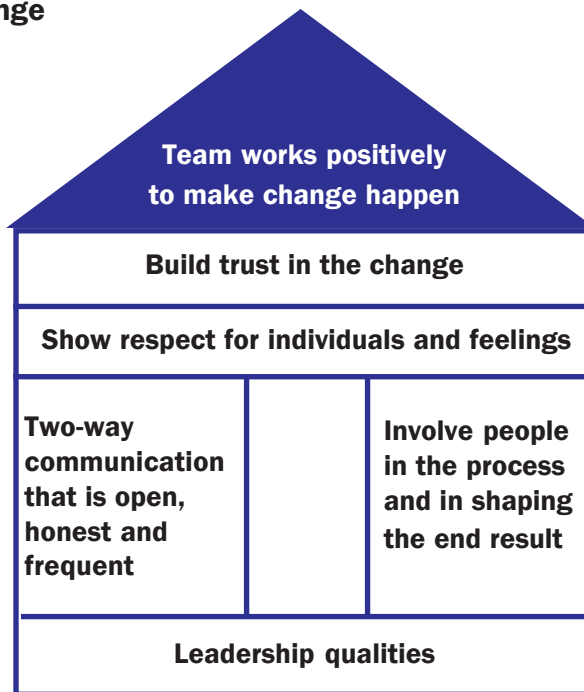 nge
Team works positively
to make change happen
Build trust in the change
Show respect for individuals and feelings
Two-way
communication
that is open,
honest and
frequent
Involve people
in the process
and in shaping
the end result
Leadership qualities